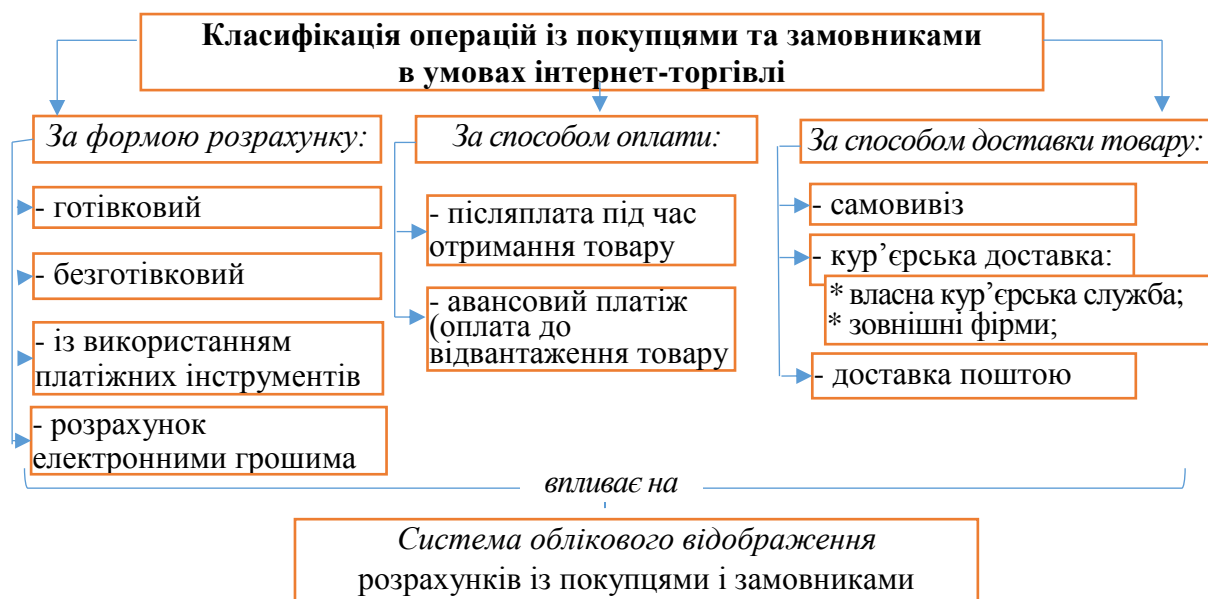 Класифікація операцій із покупцями та замовниками
в умовах інтернет-торгівлі
За формою розрахунку:
- готівковий
- безготівковий
- із використанням
платіжних інструментів
- розрахунок
електронними грошима
За способом оплати:
- післяплата під час
отримання товару
- авансовий платіж
(оплата до
відвантаження товару
За способом доставки товару:
- самовивіз
- кур’єрська доставка:
* власна кур’єрська служба;
* зовнішні фірми;
- доставка поштою
впливає на
Система облікового відображення
розрахунків із покупцями і замовниками